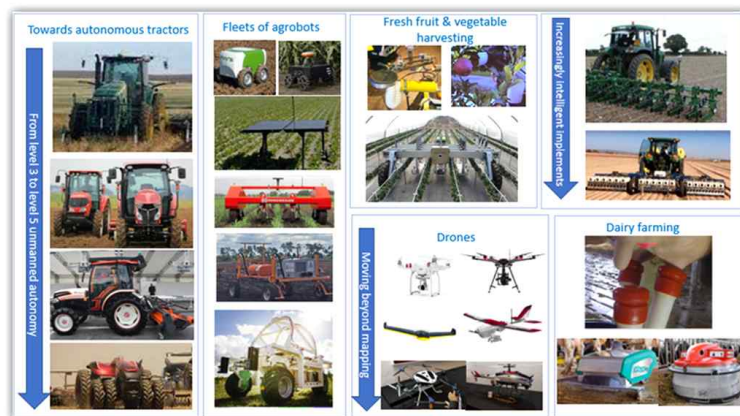 Towards autonomous tractors
From level 3 to level 5 unmanned autonomy
Fleets of agrobots
Fresh fruit & vegetable
harvesting
Increasingly intelligent implements
Drones
Moving beyond mapping
Dairy farming